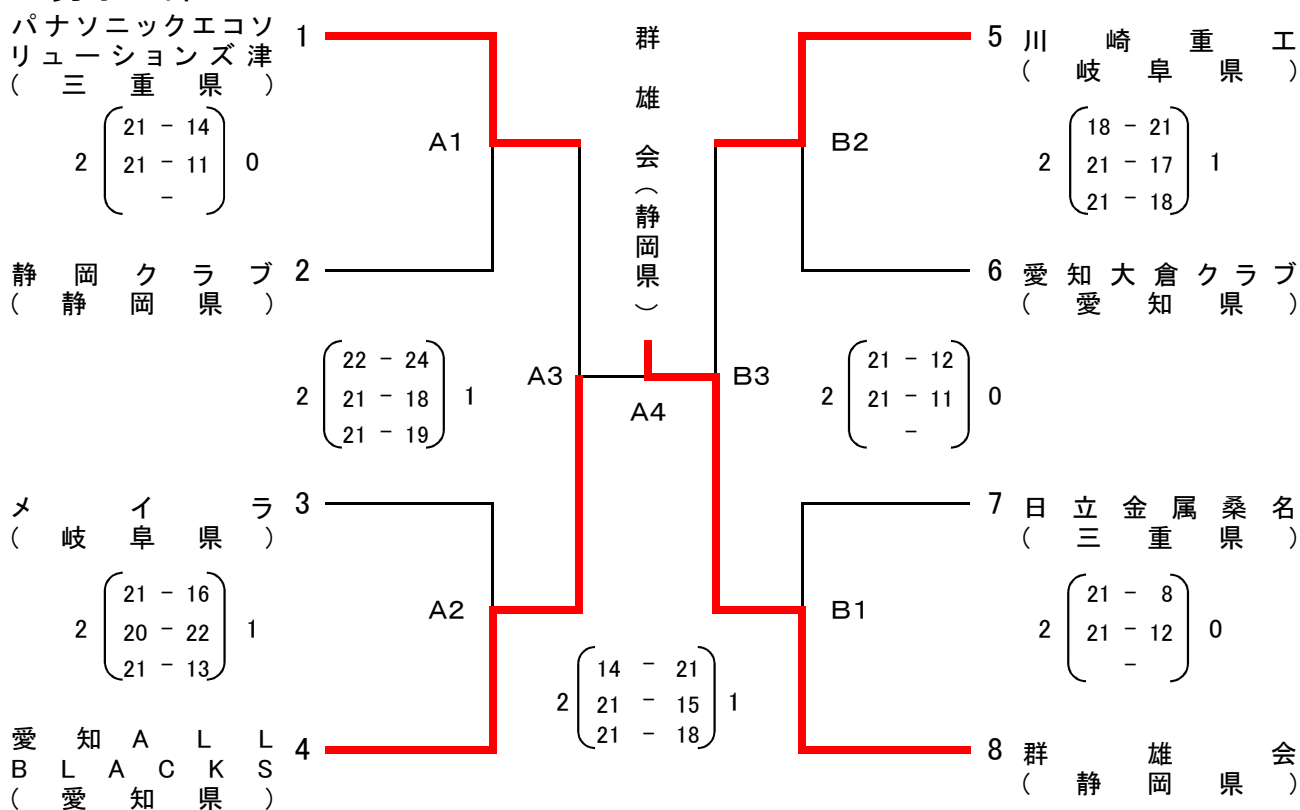 パナソニックエコソ
リューションズ津
(三重県)
1
21 - 14
2 21 - 11 0
-
A1
静岡クラブ
(静岡県)
2
22 - 24
2 21 - 18 1
21 - 19
A3
メイラ
(岐阜県)
3
21 - 16
2 20 - 22 1
21 - 13
A2
愛知ALL
BLACKS
(愛知県)
4
群雄会(静岡県)
A4
14 - 21
2 21 - 15 1
21 - 18
5 川崎重工
(岐阜県)
18 - 21
2 21 - 17 1
21 - 18
B2
6 愛知大倉クラブ
(愛知県)
B3
21 - 12
2 21 - 11 0
-
7 日立金属桑名
(三重県)
21 - 8
2 21 - 12 0
-
B1
8 群雄会
(静岡県)